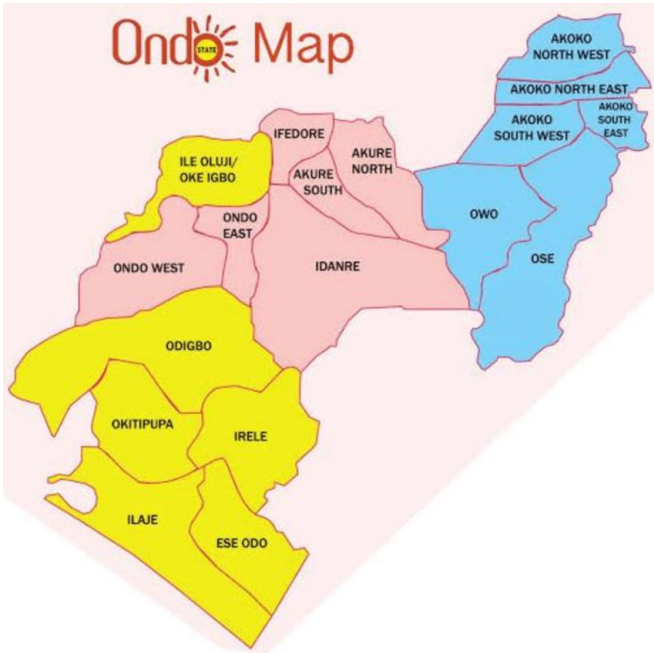 Ondo Map
STATE
AKOKO
NORTH WEST
AKOKO NORTH EAST
AKOKO
SOUTH WEST
AKOKO
SOUTH
EAST
IFEDORE
AKURE
NORTH
ILE OLUJI/
OKE IGBO
AKURE
SOUTH
ONDO
EAST
OWO
OSE
ONDO WEST
IDANRE
ODIGBO
OKITIPUPA
IRELE
ILAJE
ESE ODO